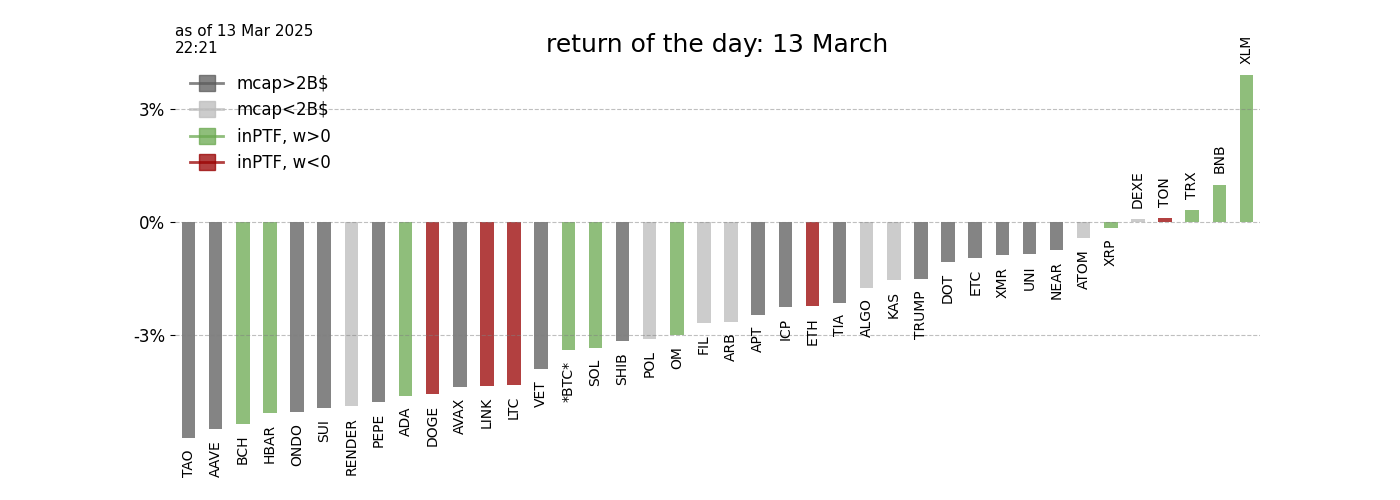 as of 13 Mar 2025
22:21
return of the day: 13 March
mcap>2B$
mcap<2B$
inPTF, w>0
inPTF, w<0
3%
0%
-3%
TAO
AAVE
BCH
HBAR
ONDO
SUI
RENDER
PEPE
ADA
DOGE
AVAX
LINK
LTC
VET
*BTC*
SOL
SHIB
POL
OM
FIL
ARB
APT
ICP
ETH
TIA
ALGO
KAS
TRUMP
DOT
ETC
XMR
UNI
NEAR
ATOM
XRP
DEXE
TON
TRX
BNB
XLM